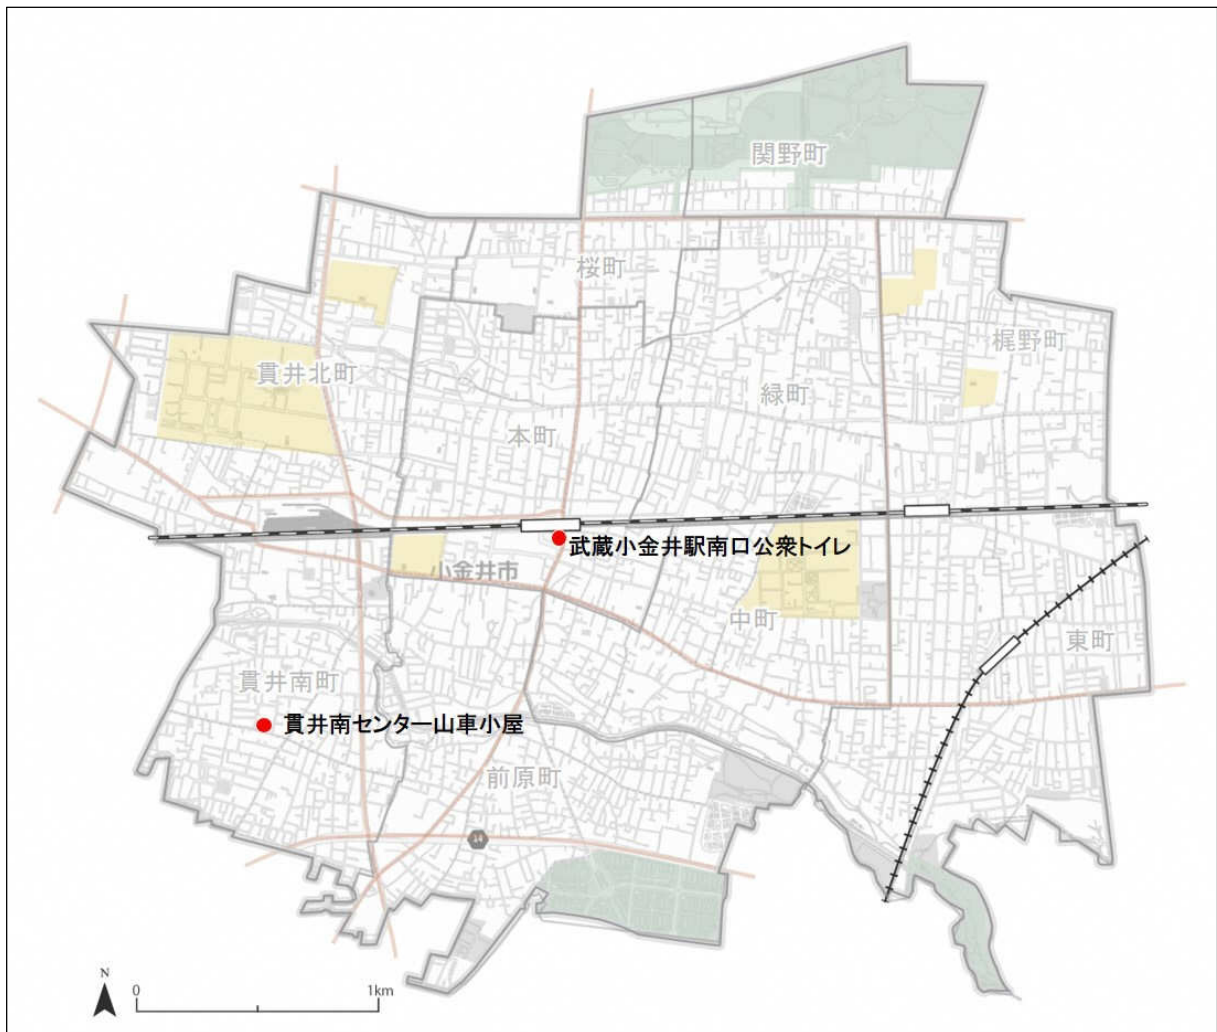 関野町
桜町
梶野町
貫井北町
緑町
本町
武蔵小金井駅南口公衆トイレ
小金井市
中町
東町
貫井南町
貫井南センター山車小屋
前原町
14
N
0
1km